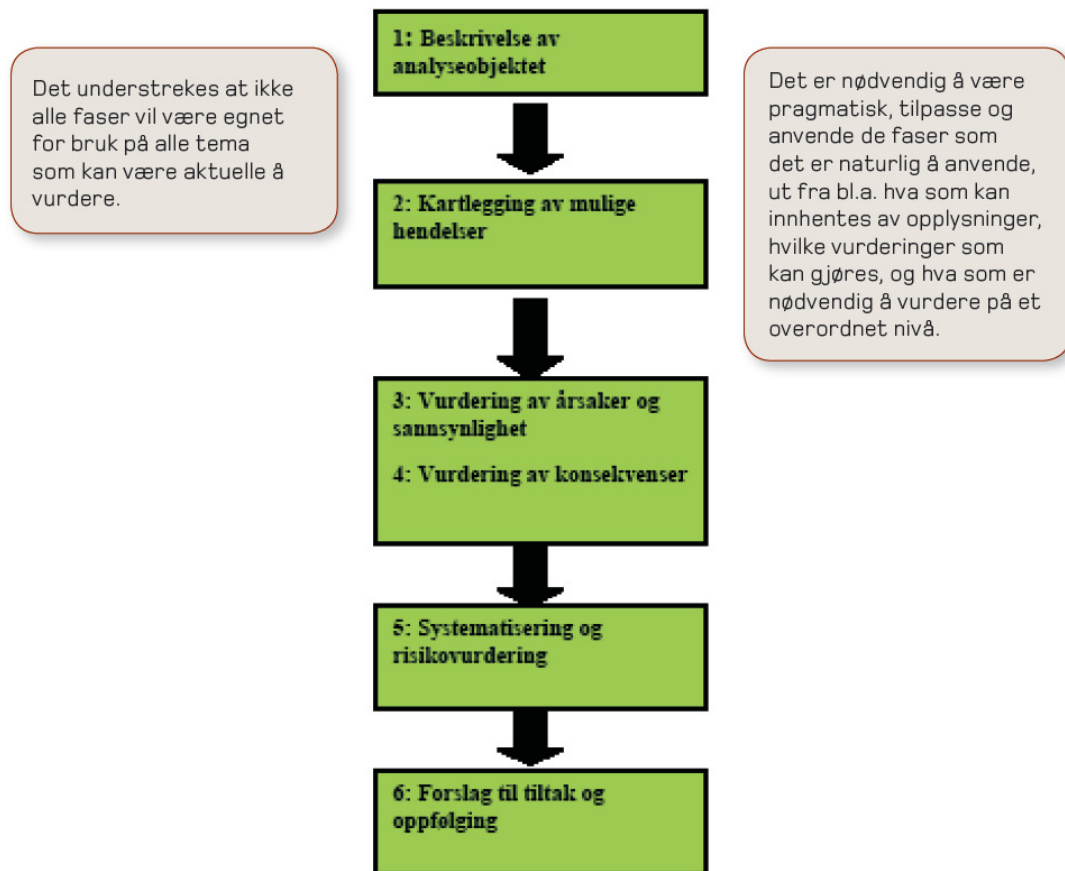 Det understrekes at ikke
alle faser vil være egnet
for bruk på alle tema
som kan være aktuelle å
vurdere.
1: Beskrivelse av
analyseobjektet
2: Kartlegging av mulige
hendelser
3: Vurdering av årsaker og
sannsynlighet
4: Vurdering av konsekvenser
5: Systematisering og
risikovurdering
6: Forslag til tiltak og
oppfølging
Det er nødvendig å være
pragmatisk, tilpasse og
anvende de faser som
det er naturlig å anvende,
ut fra bl.a. hva som kan
innhentes av opplysninger,
hvilke vurderinger som
kan gjøres, og hva som er
nødvendig å vurdere på et
overordnet nivå.